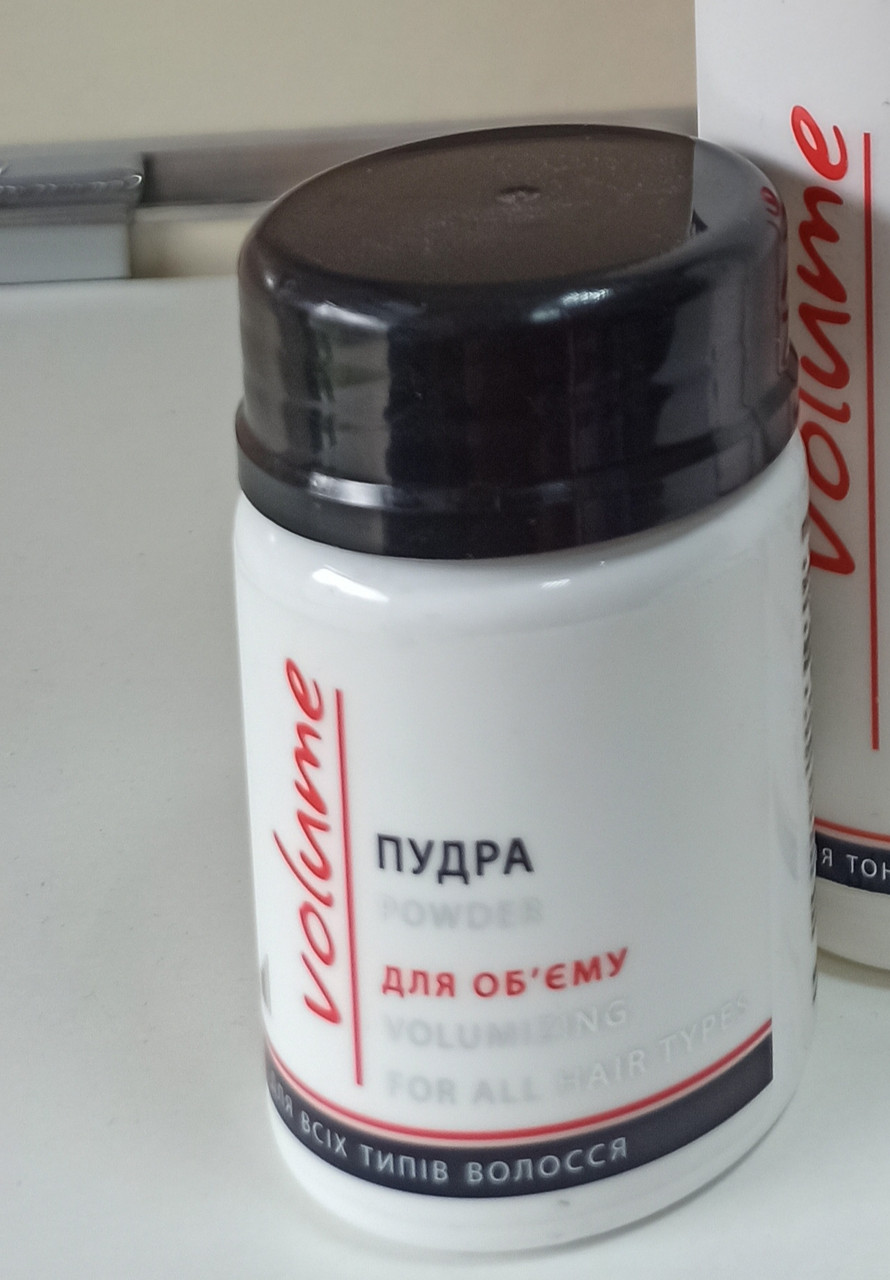 volume
ПУДРА
POWDER
ДЛЯ ОБ'ЄМУ
VOLUMIZING
FOR ALL HAIR TYPES
ДЛЯ ВСІХ ТИПІВ ВОЛОССЯ
volume